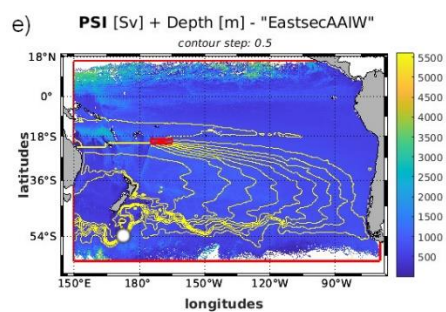 e) PSI [Sv] + Depth [m] - "EastsecAAIW"
contour step: 0.5
18°N
0°
18°S
36°S
54°S
latitudes
150°E 180° 150°W 120°W 90°W
longitudes
5500
5000
4500
4000
3500
3000
2500
2000
1500
1000
500